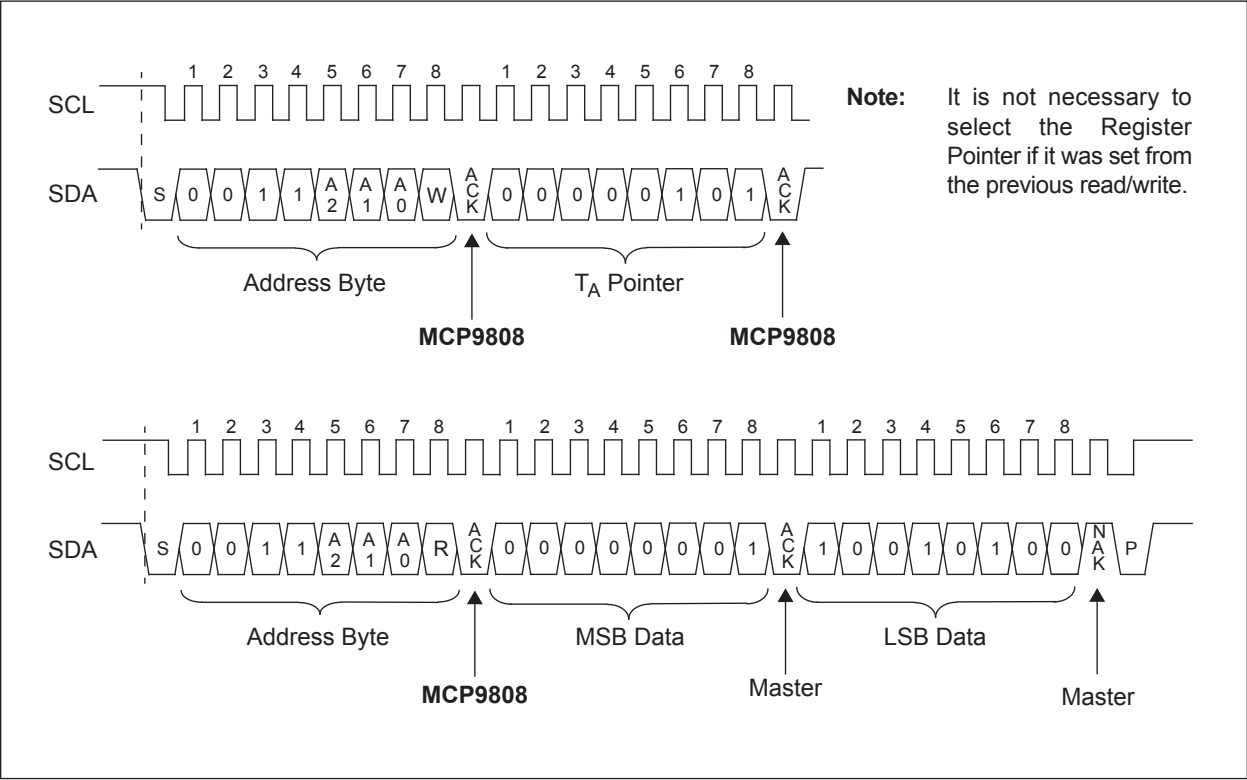 1 2 3 4 5 6 7 8 1 2 3 4 5 6 7 8
SCL
SDA S 0 0 1 1 A2 A1 A0 W ACK 0 0 0 0 0 1 0 1 ACK
Address Byte TA Pointer
MCP9808 MCP9808
Note: It is not necessary to
select the Register
Pointer if it was set from
the previous read/write.
1 2 3 4 5 6 7 8 1 2 3 4 5 6 7 8 1 2 3 4 5 6 7 8
SCL
SDA S 0 0 1 1 A2 A1 A0 R ACK 0 0 0 0 0 0 0 1 ACK 1 0 0 1 0 1 0 0 NAK P
Address Byte MSB Data LSB Data
MCP9808 Master Master